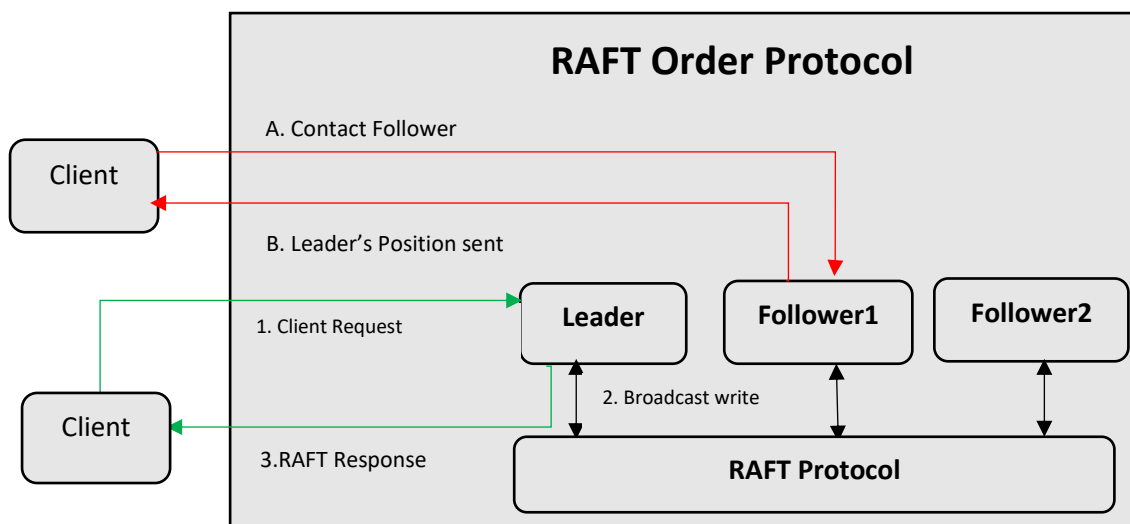 RAFT Order Protocol
A. Contact Follower
Client
B. Leader’s Position sent
Leader
Follower1
Follower2
1. Client Request
2. Broadcast write
Client
3.RAFT Response
RAFT Protocol